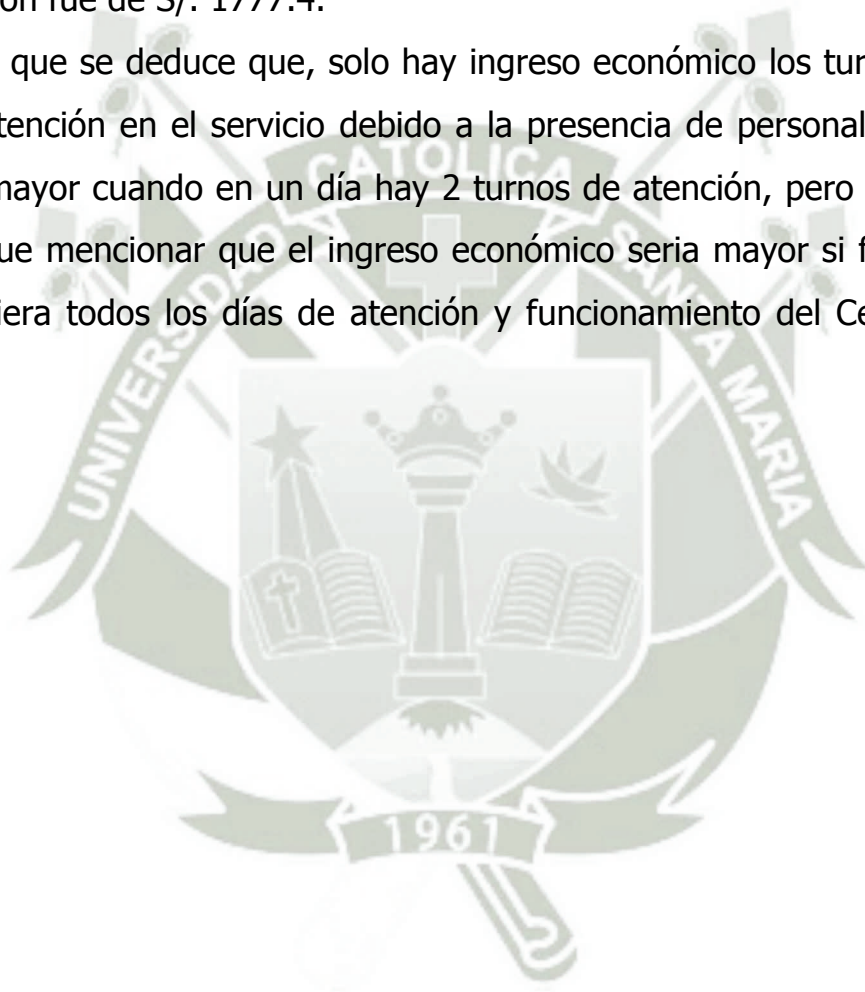 ón fue de S/. 1777.4.
que se deduce que, solo hay ingreso económico los tur
tención en el servicio debido a la presencia de personal
mayor cuando en un día hay 2 turnos de atención, pero
ue mencionar que el ingreso económico seria mayor si f
iera todos los días de atención y funcionamiento del Ce
UNIVERSIDAD CATOLICA SANTA MARIA
1961